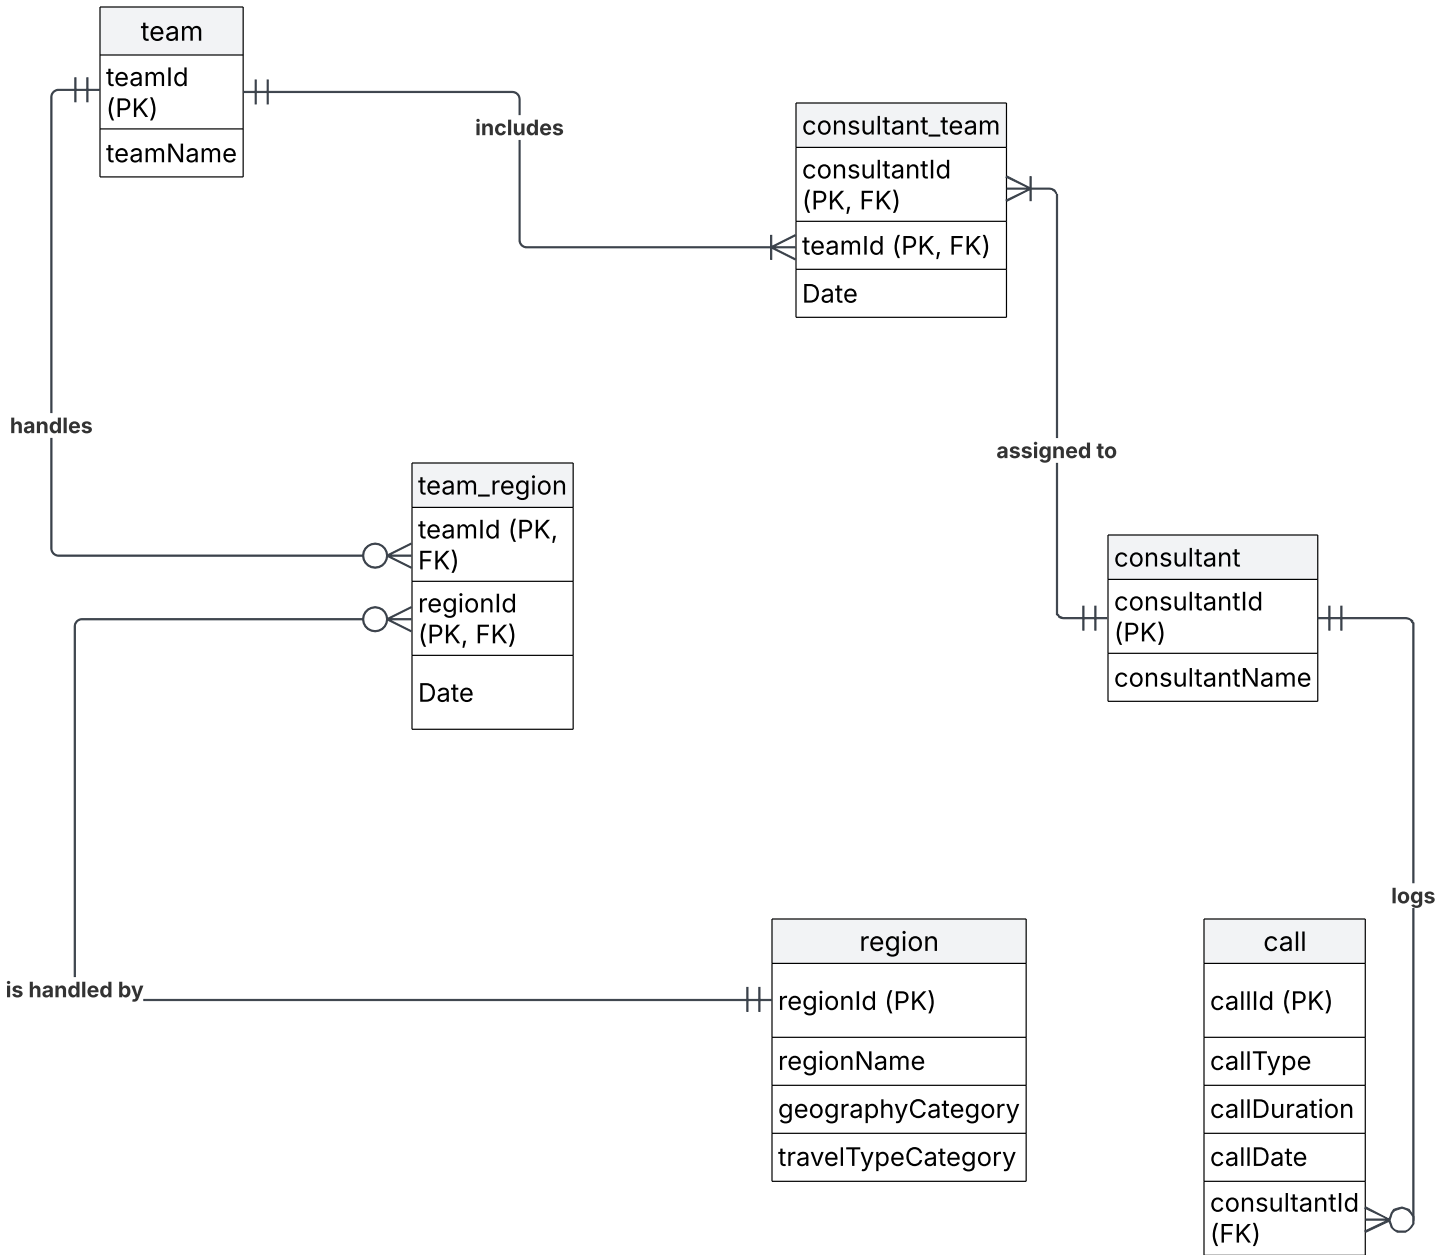 team
teamId
(PK)
teamName
includes
consultant_team
consultantId
(PK, FK)
teamId (PK, FK)
Date
handles
assigned to
team_region
teamId (PK,
FK)
regionId
(PK, FK)
Date
consultant
consultantId
(PK)
consultantName
logs
is handled by
region
regionId (PK)
regionName
geographyCategory
travelTypeCategory
call
callId (PK)
callType
callDuration
callDate
consultantId
(FK)